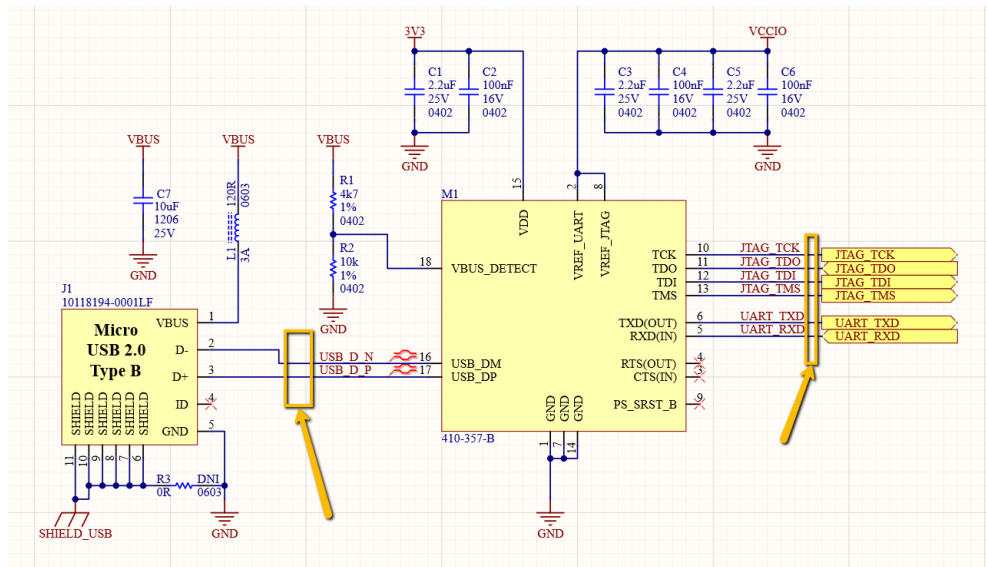 3V3
C1
2.2uF
25V
0402
C2
100nF
16V
0402
GND
VCCIO
C3
2.2uF
25V
0402
C4
100nF
16V
0402
C5
2.2uF
25V
0402
C6
100nF
16V
0402
GND
VBUS
C7
10uF
1206
25V
GND
VBUS
L1
120R
0603
3A
VBUS
R1
4k7
1%
0402
R2
10k
1%
0402
GND
J1
10118194-0001LF
Micro
USB 2.0
Type B
VBUS
1
D-
2
D+
3
ID
4
GND
5
SHIELD
SHIELD
SHIELD
SHIELD
SHIELD
SHIELD
11
10
9
8
7
6
R3
0R
DNI
0603
SHIELD_USB
GND
USB_D_N
USB_D_P
M1
15
VDD
2
VREF_UART
8
VREF_JTAG
18
VBUS_DETECT
16
USB_DM
17
USB_DP
TCK
10
JTAG_TCK
JTAG_TCK
TDO
11
JTAG_TDO
JTAG_TDO
TDI
12
JTAG_TDI
JTAG_TDI
TMS
13
JTAG_TMS
JTAG_TMS
TXD(OUT)
6
UART_TXD
UART_TXD
RXD(IN)
5
UART_RXD
UART_RXD
RTS(OUT)
4
CTS(IN)
3
PS_SRST_B
9
GND
GND
GND
1
7
14
410-357-B
GND